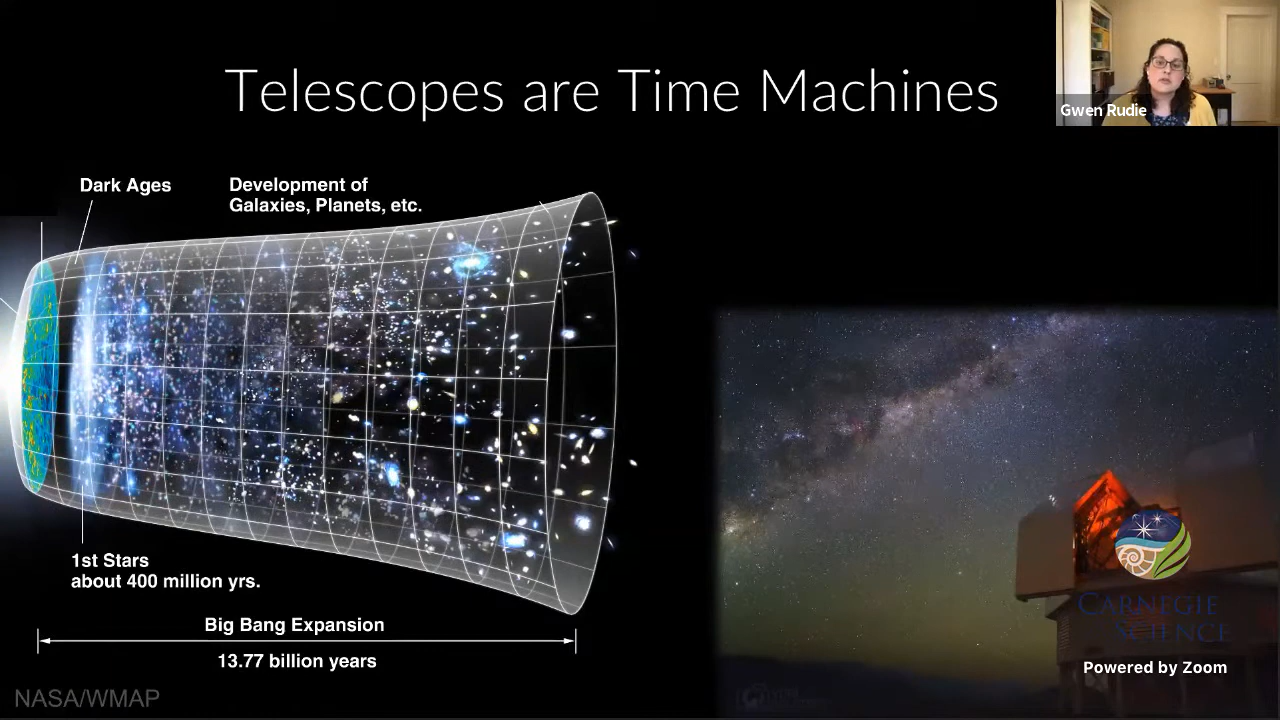 Telescopes are Time Machines
Gwen Rudie
Dark Ages
Development of
Galaxies, Planets, etc.
1st Stars
about 400 million yrs.
Big Bang Expansion
13.77 billion years
NASA/WMAP
CARNEGIE
SCIENCE
Powered by Zoom